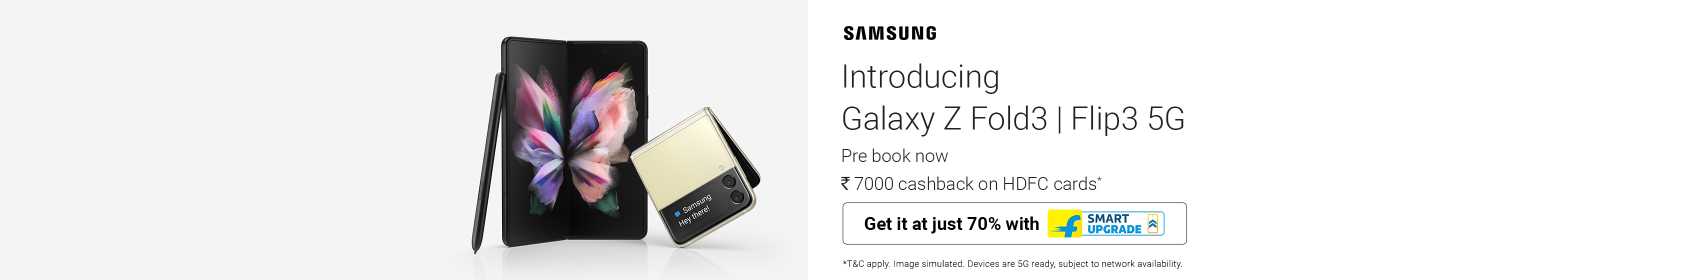 SAMSUNG
Introducing
Galaxy Z Fold3 | Flip3 5G
Pre book now
₹ 7000 cashback on HDFC cards*
Get it at just 70% with f SMART UPGRADE
*T&C apply. Image simulated. Devices are 5G ready, subject to network availability.
Samsung
Hey there!